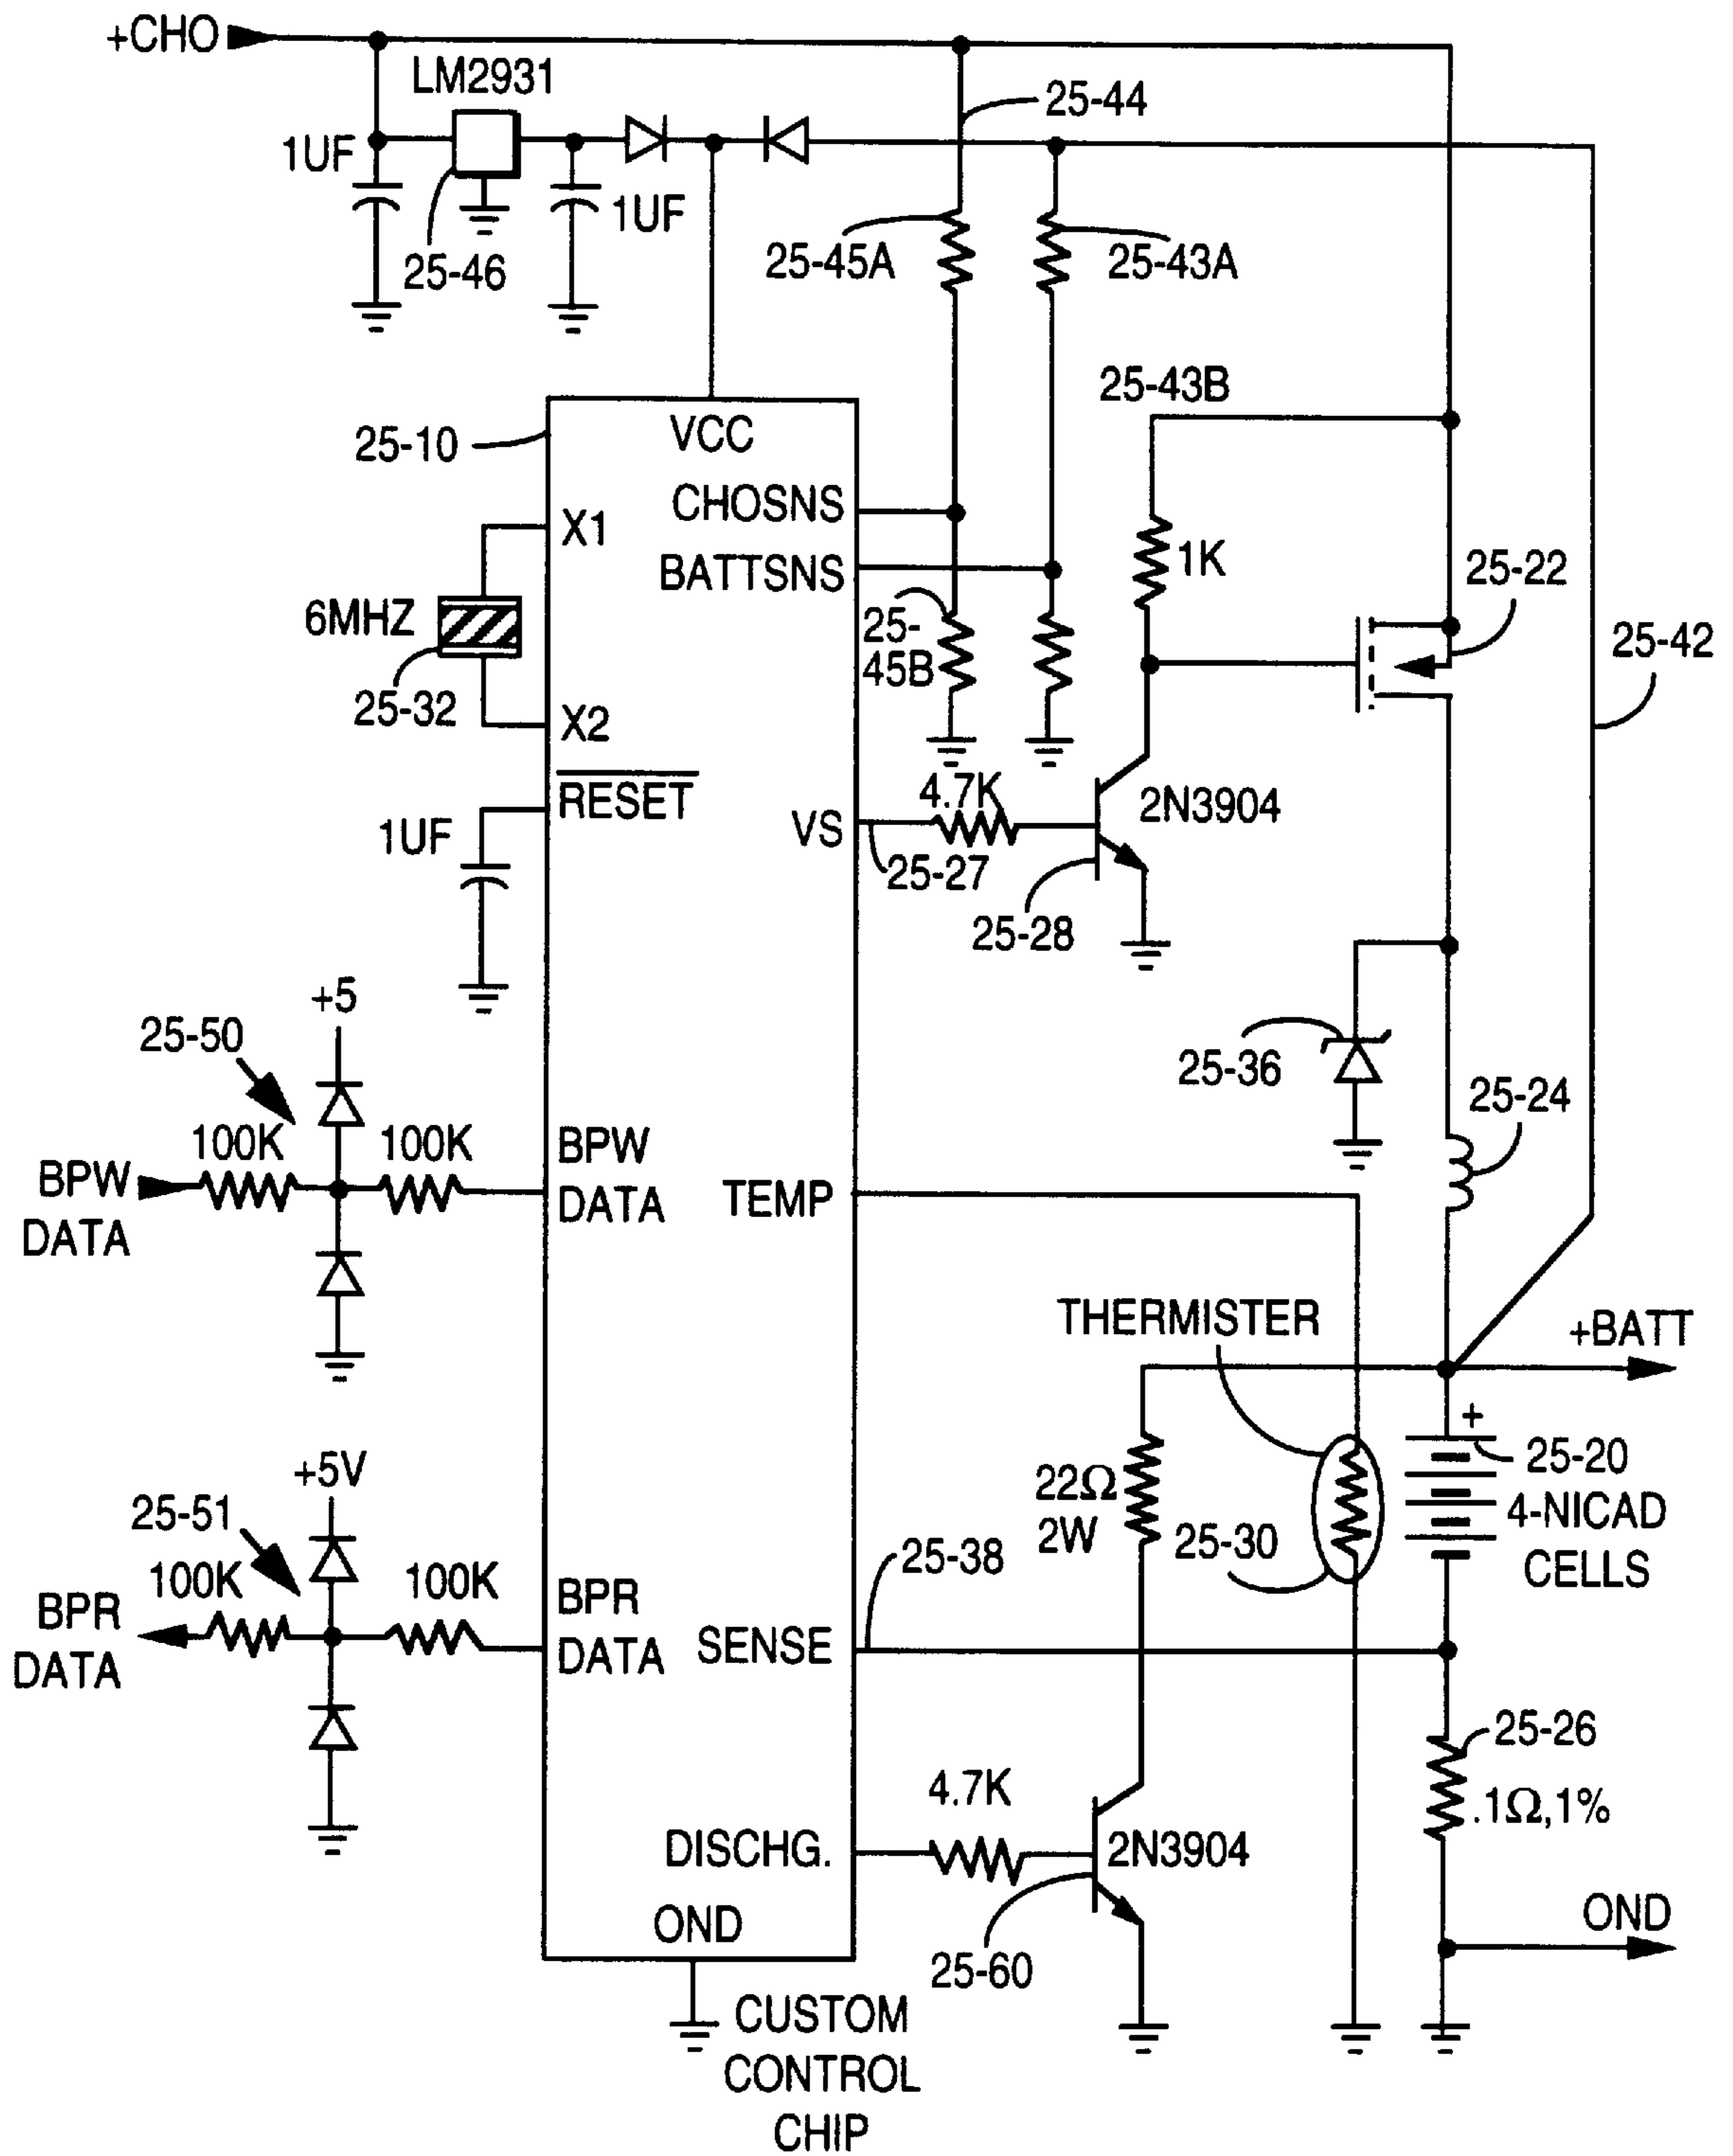 +CHO
LM2931
25-44
1UF
1UF
25-46
25-45A
25-43A
25-43B
25-10
VCC
CHOSNS
X1
BATTSNS
1K
25-22
6MHZ
25-
45B
25-42
25-32
X2
RESET
4.7K
2N3904
1UF
VS
25-27
25-28
+5
25-50
25-36
25-24
100K
100K
BPW
DATA
BPW
DATA
TEMP
THERMISTER
+BATT
+
25-20
4-NICAD
CELLS
22Ω
2W
25-30
+5V
25-51
100K
100K
25-38
BPR
DATA
BPR
DATA
SENSE
25-26
.1Ω,1%
4.7K
2N3904
DISCHG.
OND
25-60
OND
CUSTOM
CONTROL
CHIP